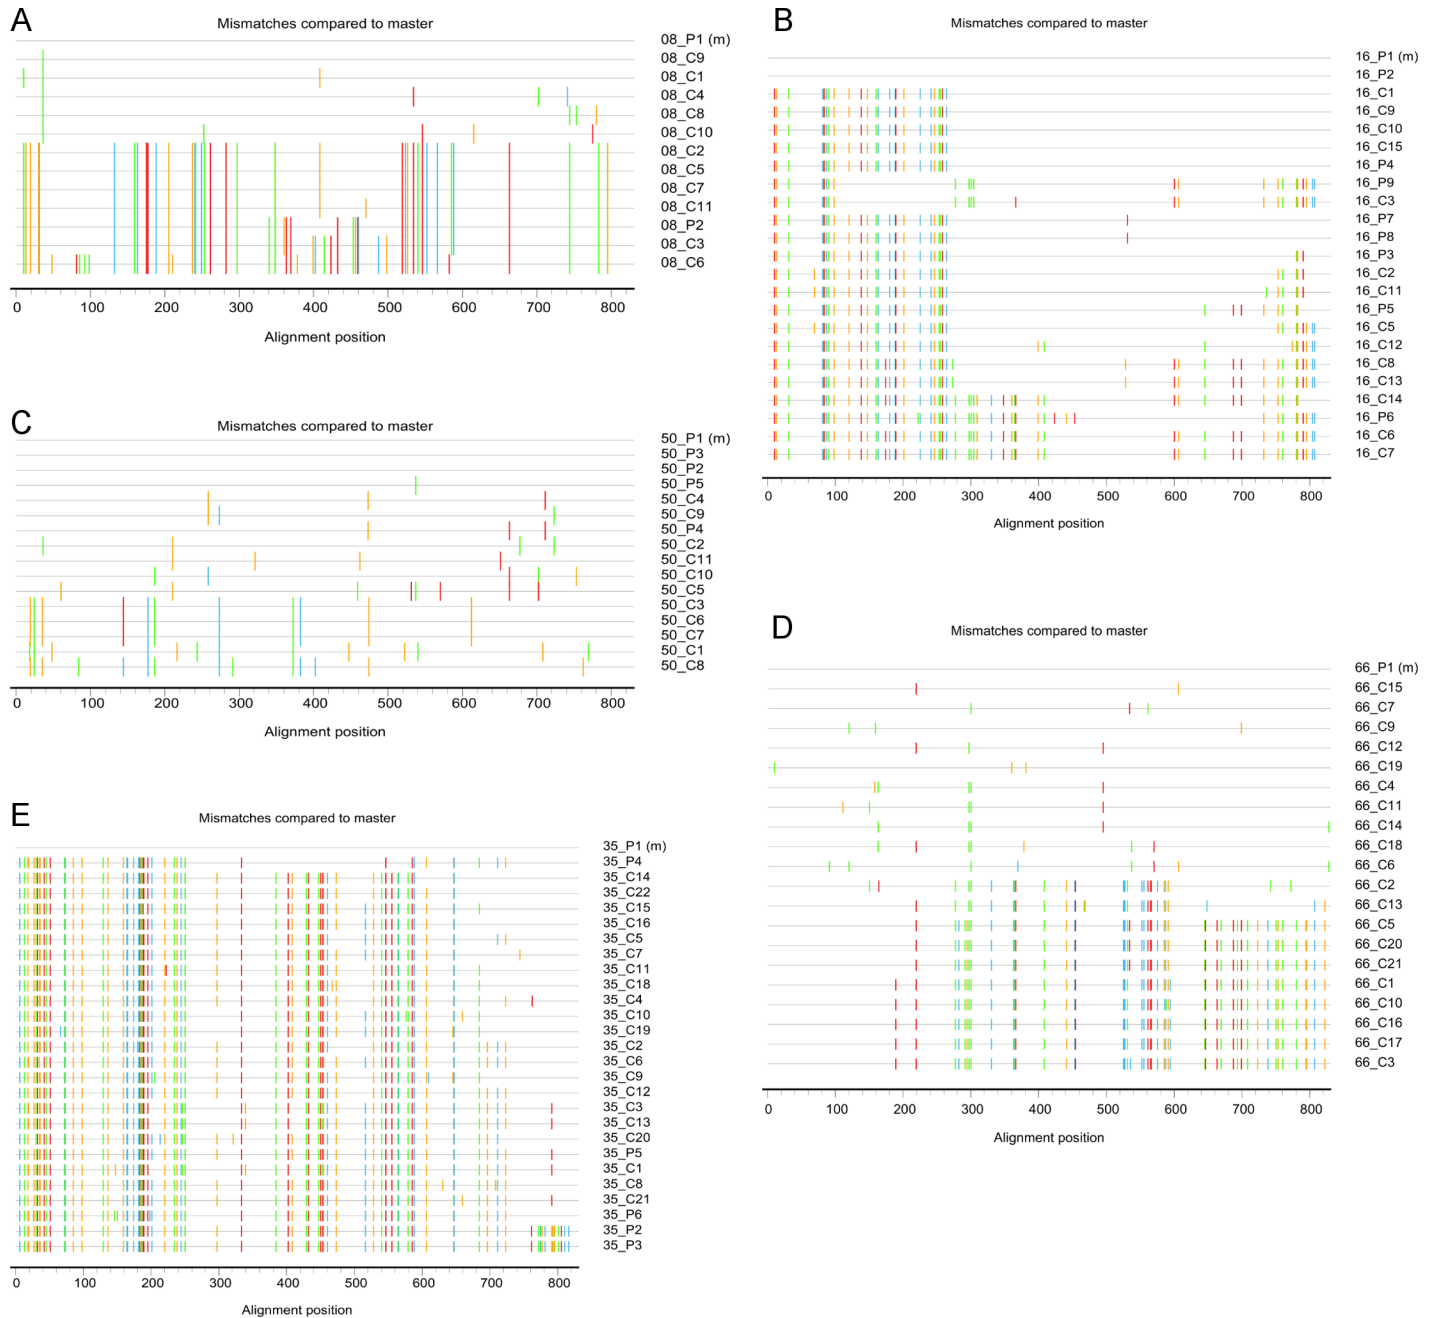 A
Mismatches compared to master
08_P1 (m)
08_C9
08_C1
08_C4
08_C8
08_C10
08_C2
08_C5
08_C7
08_C11
08_P2
08_C3
08_C6
0 100 200 300 400 500 600 700 800
Alignment position
B
Mismatches compared to master
16_P1 (m)
16_P2
16_C1
16_C9
16_C10
16_C15
16_P4
16_P9
16_C3
16_P7
16_P8
16_P3
16_C2
16_C11
16_P5
16_C5
16_C12
16_C8
16_C13
16_C14
16_P6
16_C6
16_C7
0 100 200 300 400 500 600 700 800
Alignment position
C
Mismatches compared to master
50_P1 (m)
50_P3
50_P2
50_P5
50_C4
50_C9
50_P4
50_C2
50_C11
50_C10
50_C5
50_C3
50_C6
50_C7
50_C1
50_C8
0 100 200 300 400 500 600 700 800
Alignment position
D
Mismatches compared to master
66_P1 (m)
66_C15
66_C7
66_C9
66_C12
66_C19
66_C4
66_C11
66_C14
66_C18
66_C6
66_C2
66_C13
66_C5
66_C20
66_C21
66_C1
66_C10
66_C16
66_C17
66_C3
0 100 200 300 400 500 600 700 800
Alignment position
E
Mismatches compared to master
35_P1 (m)
35_P4
35_C14
35_C22
35_C15
35_C16
35_C5
35_C7
35_C11
35_C18
35_C4
35_C10
35_C19
35_C2
35_C6
35_C9
35_C12
35_C3
35_C13
35_C20
35_P5
35_C1
35_C8
35_C21
35_P6
35_P2
35_P3
0 100 200 300 400 500 600 700 800
Alignment position